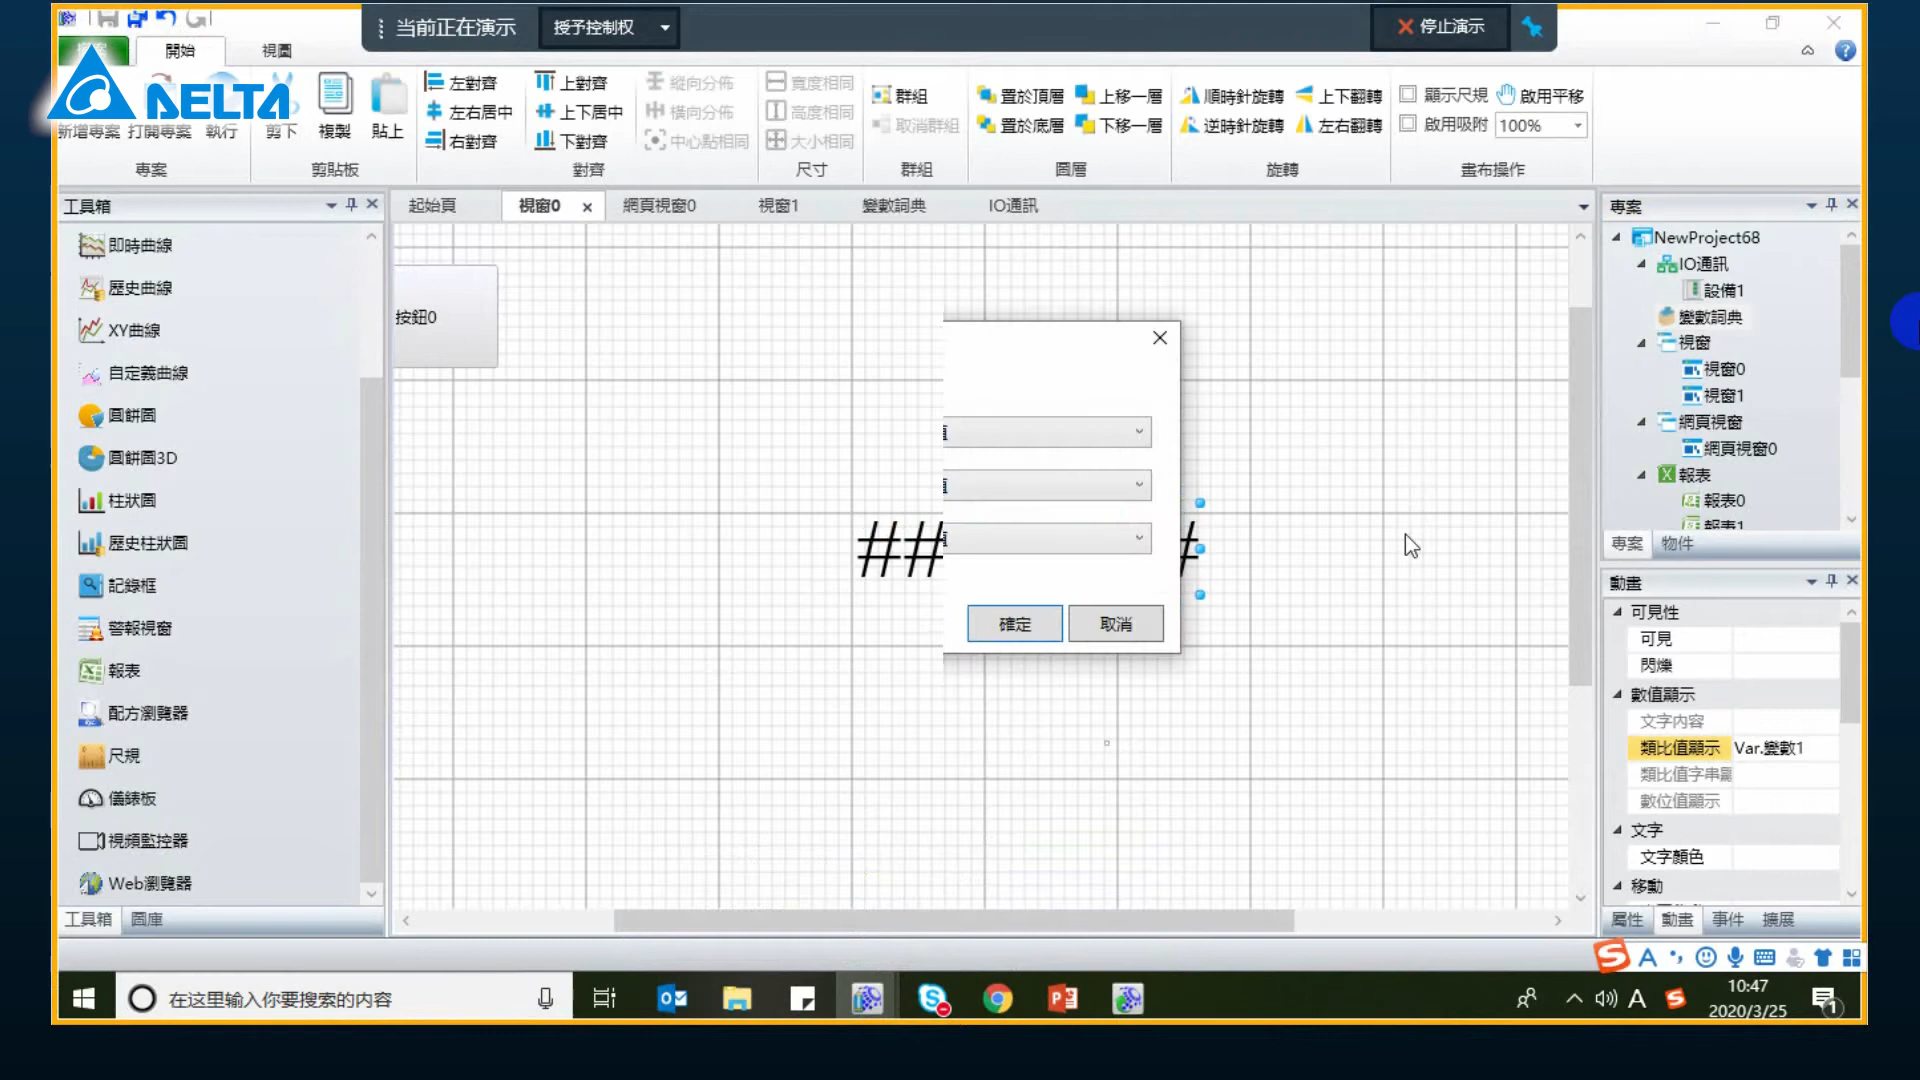 当前正在演示
授予控制权
停止演示
DELTA
開始
視圖
新增專案
打開專案
執行
剪下
複製
貼上
左對齊
左右居中
右對齊
上對齊
上下居中
下對齊
縱向分佈
橫向分佈
中心點相同
寬度相同
高度相同
大小相同
群組
取消群組
置於頂層
置於底層
上移一層
下移一層
順時針旋轉
逆時針旋轉
上下翻轉
左右翻轉
顯示尺規
啟用平移
啟用吸附
100%
專案
剪貼板
對齊
尺寸
群組
圖層
旋轉
畫布操作
工具箱
起始頁
視窗0
網頁視窗0
視窗1
變數詞典
IO通訊
專案
即時曲線
歷史曲線
XY曲線
自定義曲線
圓餅圖
圓餅圖3D
柱狀圖
歷史柱狀圖
記錄框
警報視窗
報表
配方瀏覽器
尺規
儀錶板
視頻監控器
Web瀏覽器
工具箱
圖庫
按鈕0
##
#
確定
取消
NewProject68
IO通訊
設備1
變數詞典
視窗
視窗0
視窗1
網頁視窗
網頁視窗0
報表
報表0
報表1
專案
物件
動畫
可見性
可見
閃爍
數值顯示
文字內容
類比值顯示
Var.變數1
類比值字串
數位值顯示
文字
文字顏色
移動
屬性
動畫
事件
擴展
在这里输入你要搜索的内容
10:47
2020/3/25
1